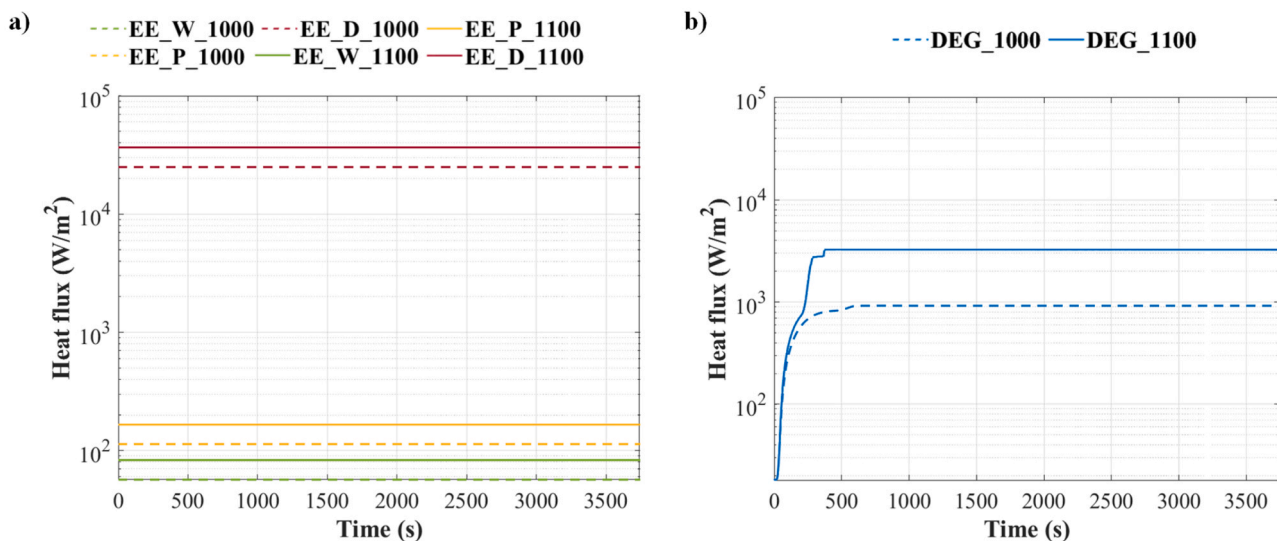 a)
EE_W_1000 EE_D_1000 EE_P_1100
EE_P_1000 EE_W_1100 EE_D_1100
10^5
10^4
10^3
10^2
Heat flux (W/m^2)
0 500 1000 1500 2000 2500 3000 3500
Time (s)
b)
DEG_1000 DEG_1100
10^5
10^4
10^3
10^2
Heat flux (W/m^2)
0 500 1000 1500 2000 2500 3000 3500
Time (s)